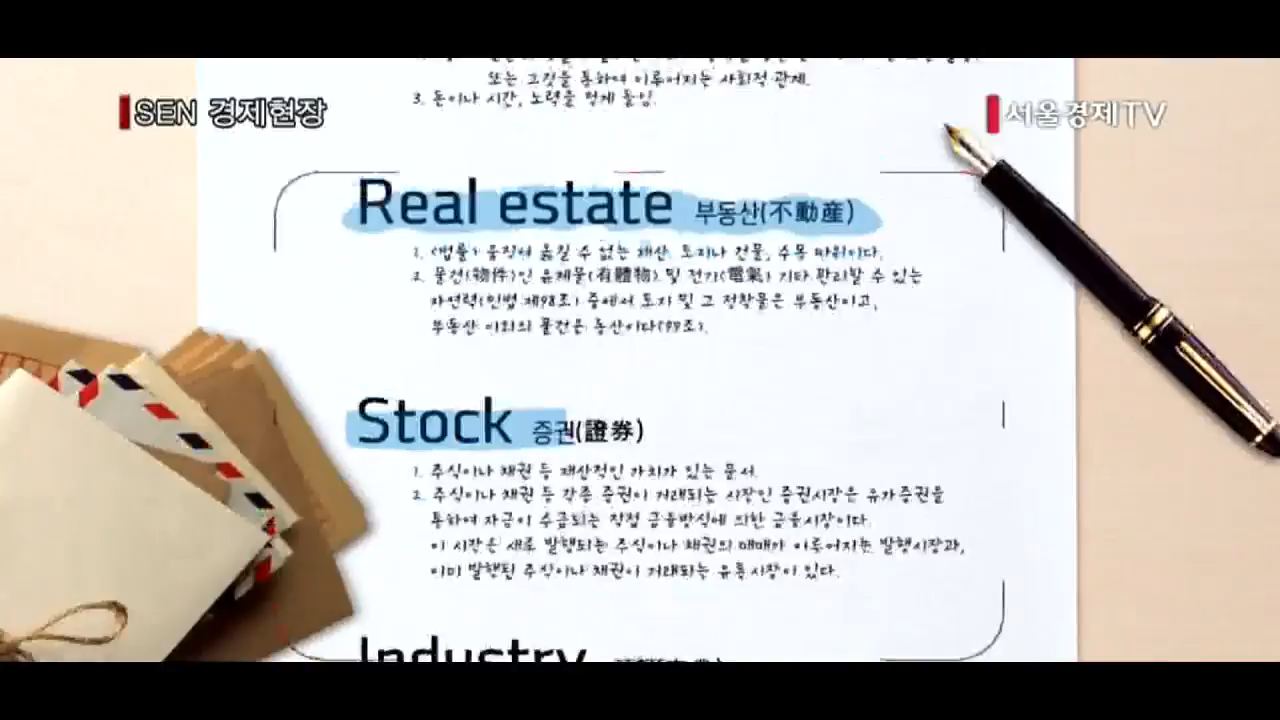 SEN 경제현장
서울경제TV
또는 그것을 통하여 이루어지는 사회적 관계.
3. 돈이나 시간, 노력을 업게 들임.
Real estate 부동산(不動産)
1. <법률> 움직여 옮길 수 없는 재산. 토지나 건물, 수목 따위이다.
2. 물건(物件)인 유체물(有體物) 및 전기(電氣) 기타 관리할 수 있는
자연력(민법 제98조) 중에서 토지 및 그 정착물은 부동산이고,
부동산 이외의 물건은 동산이다(99조).
Stock 증권(證券)
1. 주식이나 채권 등 재산적인 가치가 있는 문서.
2. 주식이나 채권 등 각종 증권이 거래되는 시장인 증권시장은 유가증권을
통하여 자금이 수급되는 직접 금융방식에 의한 금융시장이다.
이 시장은 새로 발행되는 주식이나 채권의 매매가 이루어지는 발행시장과,
이미 발행된 주식이나 채권이 거래되는 유통시장이 있다.
Industry